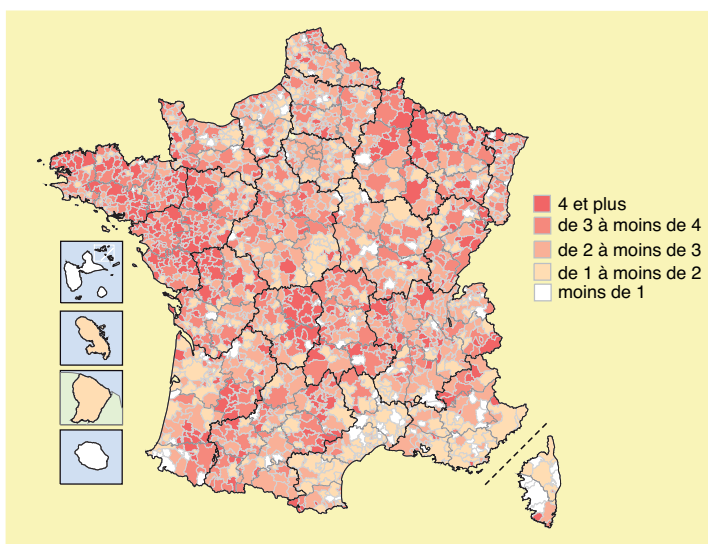 4 et plus
de 3 à moins de 4
de 2 à moins de 3
de 1 à moins de 2
moins de 1